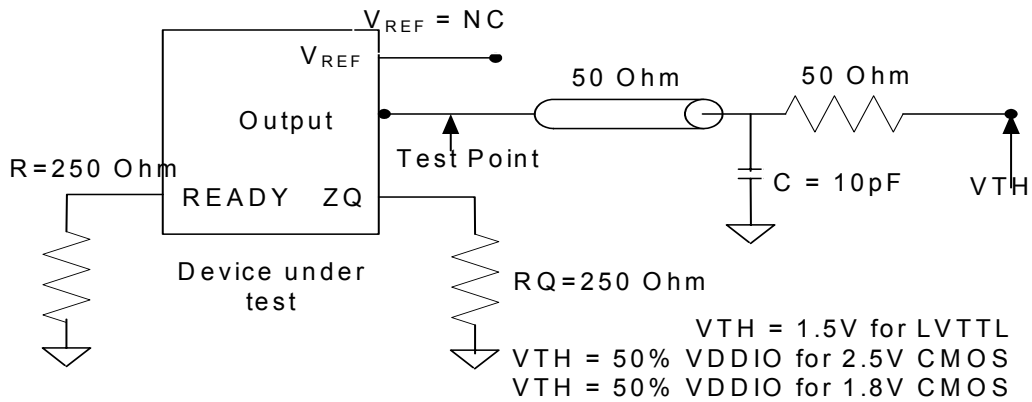 VREF = NC
VREF
50 Ohm
50 Ohm
Output
Test Point
R=250 Ohm
READY
ZQ
C = 10pF
VTH
Device under
test
RQ=250 Ohm
VTH = 1.5V for LVTTL
VTH = 50% VDDIO for 2.5V CMOS
VTH = 50% VDDIO for 1.8V CMOS